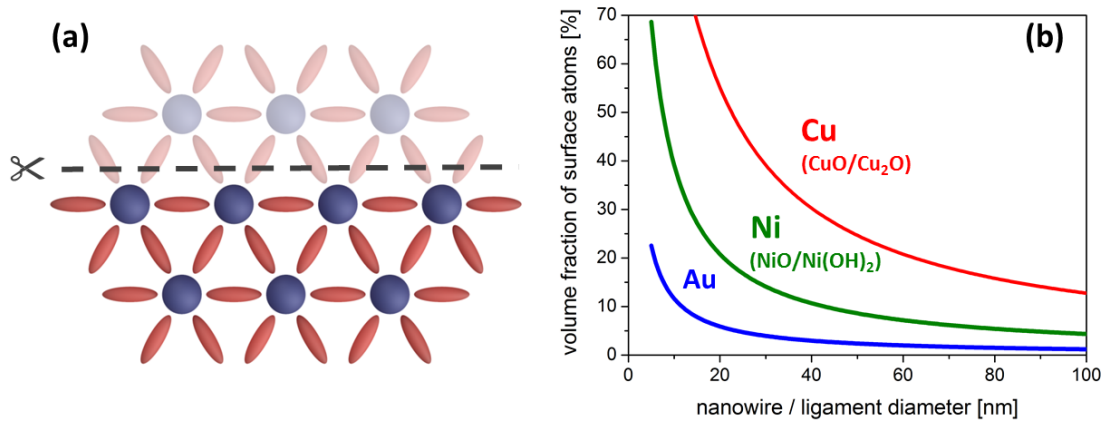 (a)
(b)
volume fraction of surface atoms [%]
70
60
50
40
30
20
10
0
Cu
(CuO/Cu₂O)
Ni
(NiO/Ni(OH)₂)
Au
0 20 40 60 80 100
nanowire / ligament diameter [nm]